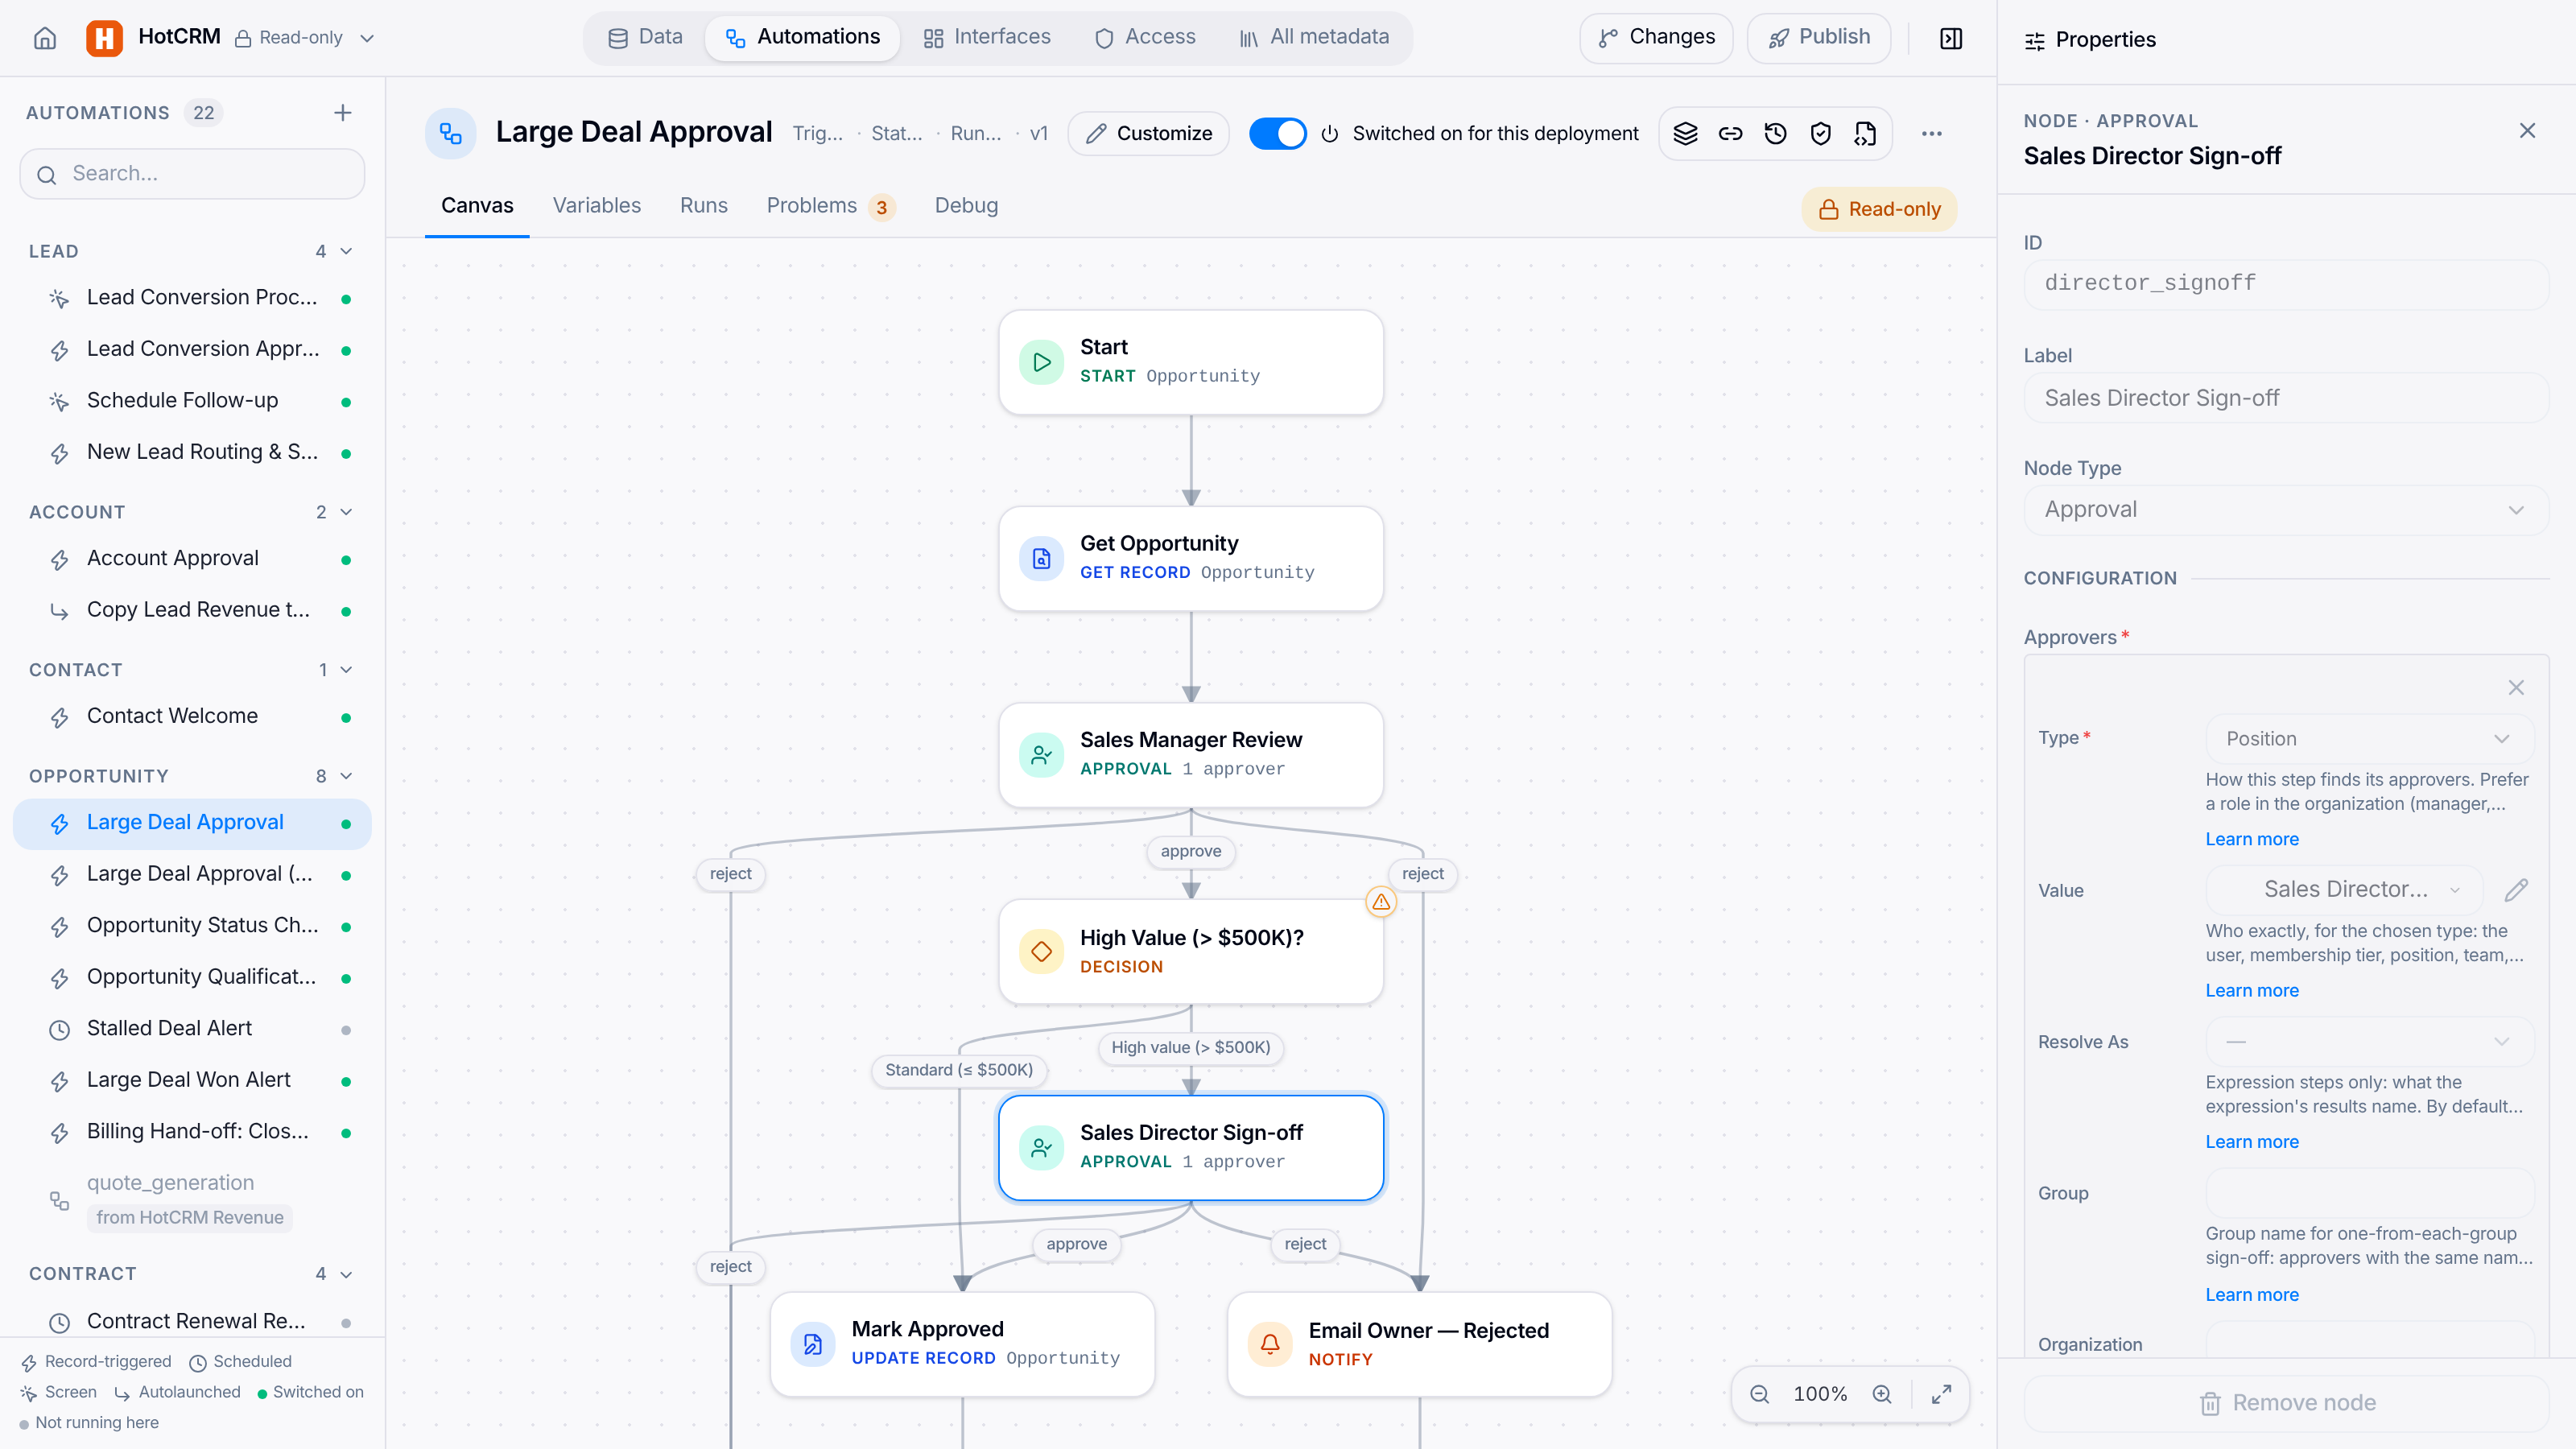 HotCRM
Read-only
Data
Automations
Interfaces
Access
All metadata
Changes
Publish
AUTOMATIONS 22
Search...
LEAD 4
Lead Conversion Proc...
Lead Conversion Appr...
Schedule Follow-up
New Lead Routing & S...
ACCOUNT 2
Account Approval
Copy Lead Revenue t...
CONTACT 1
Contact Welcome
OPPORTUNITY 8
Large Deal Approval
Large Deal Approval (...
Opportunity Status Ch...
Opportunity Qualificat...
Stalled Deal Alert
Large Deal Won Alert
Billing Hand-off: Clos...
quote_generation
from HotCRM Revenue
CONTRACT 4
Contract Renewal Re...
Record-triggered
Scheduled
Screen
Autolaunched
Switched on
Not running here
Large Deal Approval
Trig... · Stat... · Run... · v1
Customize
Switched on for this deployment
Canvas
Variables
Runs
Problems 3
Debug
Read-only
Start
START Opportunity
Get Opportunity
GET RECORD Opportunity
Sales Manager Review
APPROVAL 1 approver
reject
approve
reject
High Value (> $500K)?
DECISION
Standard (≤ $500K)
High value (> $500K)
Sales Director Sign-off
APPROVAL 1 approver
reject
approve
reject
Mark Approved
UPDATE RECORD Opportunity
Email Owner — Rejected
NOTIFY
100%
Properties
NODE · APPROVAL
Sales Director Sign-off
ID
director_signoff
Label
Sales Director Sign-off
Node Type
Approval
CONFIGURATION
Approvers *
Type *
Position
How this step finds its approvers. Prefer
a role in the organization (manager,...
Learn more
Value
Sales Director...
Who exactly, for the chosen type: the
user, membership tier, position, team,...
Learn more
Resolve As
—
Expression steps only: what the
expression's results name. By default...
Learn more
Group
Group name for one-from-each-group
sign-off: approvers with the same nam...
Learn more
Organization
Remove node